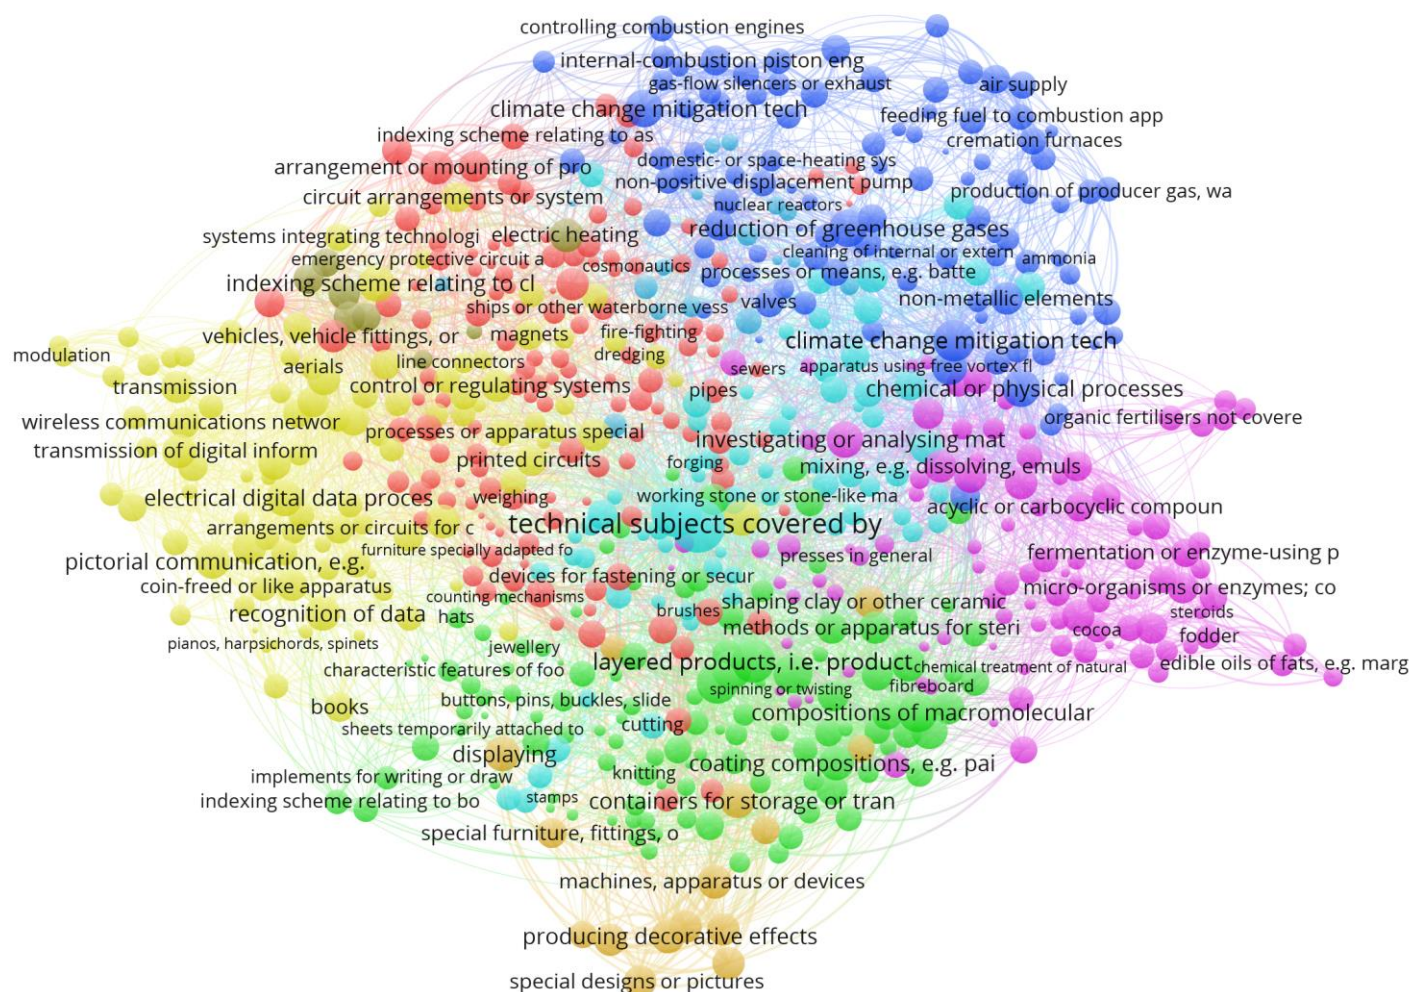 controlling combustion engines
internal-combustion piston eng
gas-flow silencers or exhaust
air supply
climate change mitigation tech
feeding fuel to combustion app
indexing scheme relating to as
cremation furnaces
arrangement or mounting of pro
domestic- or space-heating sys
non-positive displacement pump
production of producer gas, wa
circuit arrangements or system
nuclear reactors
systems integrating technologi
electric heating
reduction of greenhouse gases
emergency protective circuit a
cosmonautics
cleaning of internal or extern
ammonia
processes or means, e.g. batte
indexing scheme relating to cl
ships or other waterborne vess
valves
non-metallic elements
vehicles, vehicle fittings, or
magnets
fire-fighting
climate change mitigation tech
modulation
aerials
line connectors
dredging
sewers
apparatus using free vortex fl
transmission
control or regulating systems
pipes
chemical or physical processes
wireless communications networ
processes or apparatus special
investigating or analysing mat
organic fertilisers not covere
transmission of digital inform
printed circuits
forging
mixing, e.g. dissolving, emuls
electrical digital data proces
weighing
working stone or stone-like ma
acyclic or carbocyclic compoun
arrangements or circuits for c
technical subjects covered by
furniture specially adapted fo
presses in general
fermentation or enzyme-using p
pictorial communication, e.g.
devices for fastening or secur
coin-freed or like apparatus
counting mechanisms
micro-organisms or enzymes; co
recognition of data
hats
brushes
shaping clay or other ceramic
steroids
methods or apparatus for steri
cocoa
fodder
pianos, harpsichords, spinets
jewellery
characteristic features of foo
layered products, i.e. product
chemical treatment of natural
edible oils of fats, e.g. marg
spinning or twisting
fibreboard
books
buttons, pins, buckles, slide
compositions of macromolecular
sheets temporarily attached to
cutting
displaying
coating compositions, e.g. pai
implements for writing or draw
knitting
indexing scheme relating to bo
stamps
containers for storage or tran
special furniture, fittings, o
machines, apparatus or devices
producing decorative effects
special designs or pictures